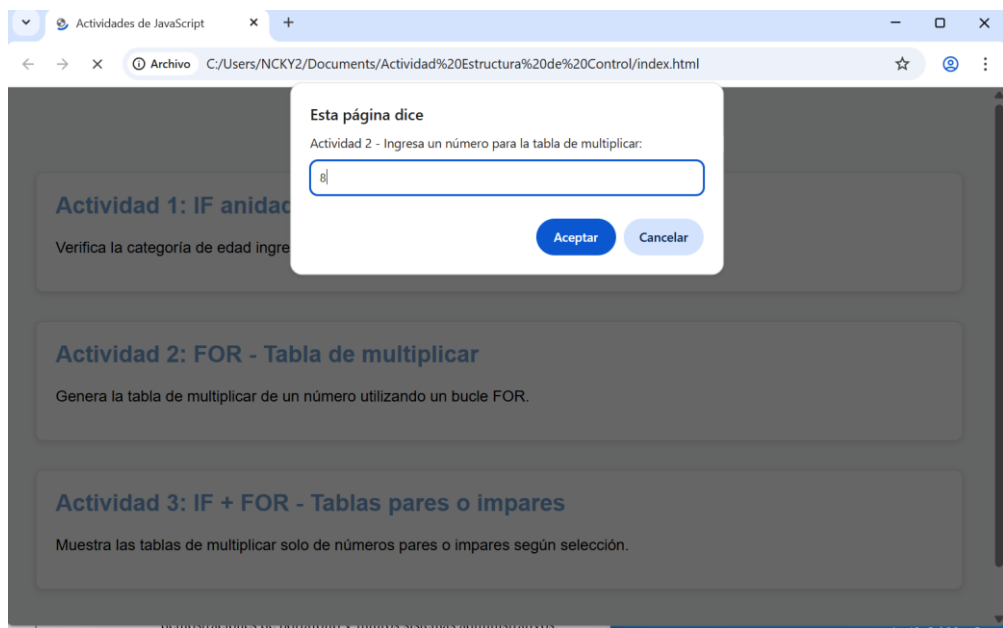 Actividades de JavaScript
Archivo C:/Users/NCKY2/Documents/Actividad%20Estructura%20de%20Control/index.html
Esta página dice
Actividad 2 - Ingresa un número para la tabla de multiplicar:
8
Aceptar Cancelar
Actividad 1: IF anidad
Verifica la categoría de edad ingre
Actividad 2: FOR - Tabla de multiplicar
Genera la tabla de multiplicar de un número utilizando un bucle FOR.
Actividad 3: IF + FOR - Tablas pares o impares
Muestra las tablas de multiplicar solo de números pares o impares según selección.